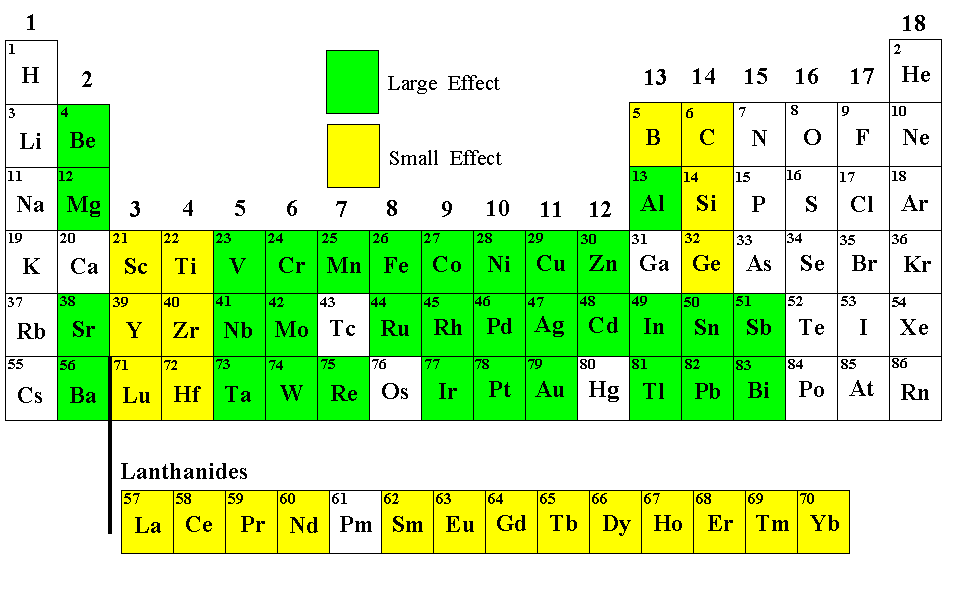 1 18
1 H 2 He
2 13 14 15 16 17
Large Effect
3 Li 4 Be 5 B 6 C 7 N 8 O 9 F 10 Ne
Small Effect
11 Na 12 Mg 13 Al 14 Si 15 P 16 S 17 Cl 18 Ar
3 4 5 6 7 8 9 10 11 12
19 K 20 Ca 21 Sc 22 Ti 23 V 24 Cr 25 Mn 26 Fe 27 Co 28 Ni 29 Cu 30 Zn 31 Ga 32 Ge 33 As 34 Se 35 Br 36 Kr
37 Rb 38 Sr 39 Y 40 Zr 41 Nb 42 Mo 43 Tc 44 Ru 45 Rh 46 Pd 47 Ag 48 Cd 49 In 50 Sn 51 Sb 52 Te 53 I 54 Xe
55 Cs 56 Ba 71 Lu 72 Hf 73 Ta 74 W 75 Re 76 Os 77 Ir 78 Pt 79 Au 80 Hg 81 Tl 82 Pb 83 Bi 84 Po 85 At 86 Rn
Lanthanides
57 La 58 Ce 59 Pr 60 Nd 61 Pm 62 Sm 63 Eu 64 Gd 65 Tb 66 Dy 67 Ho 68 Er 69 Tm 70 Yb